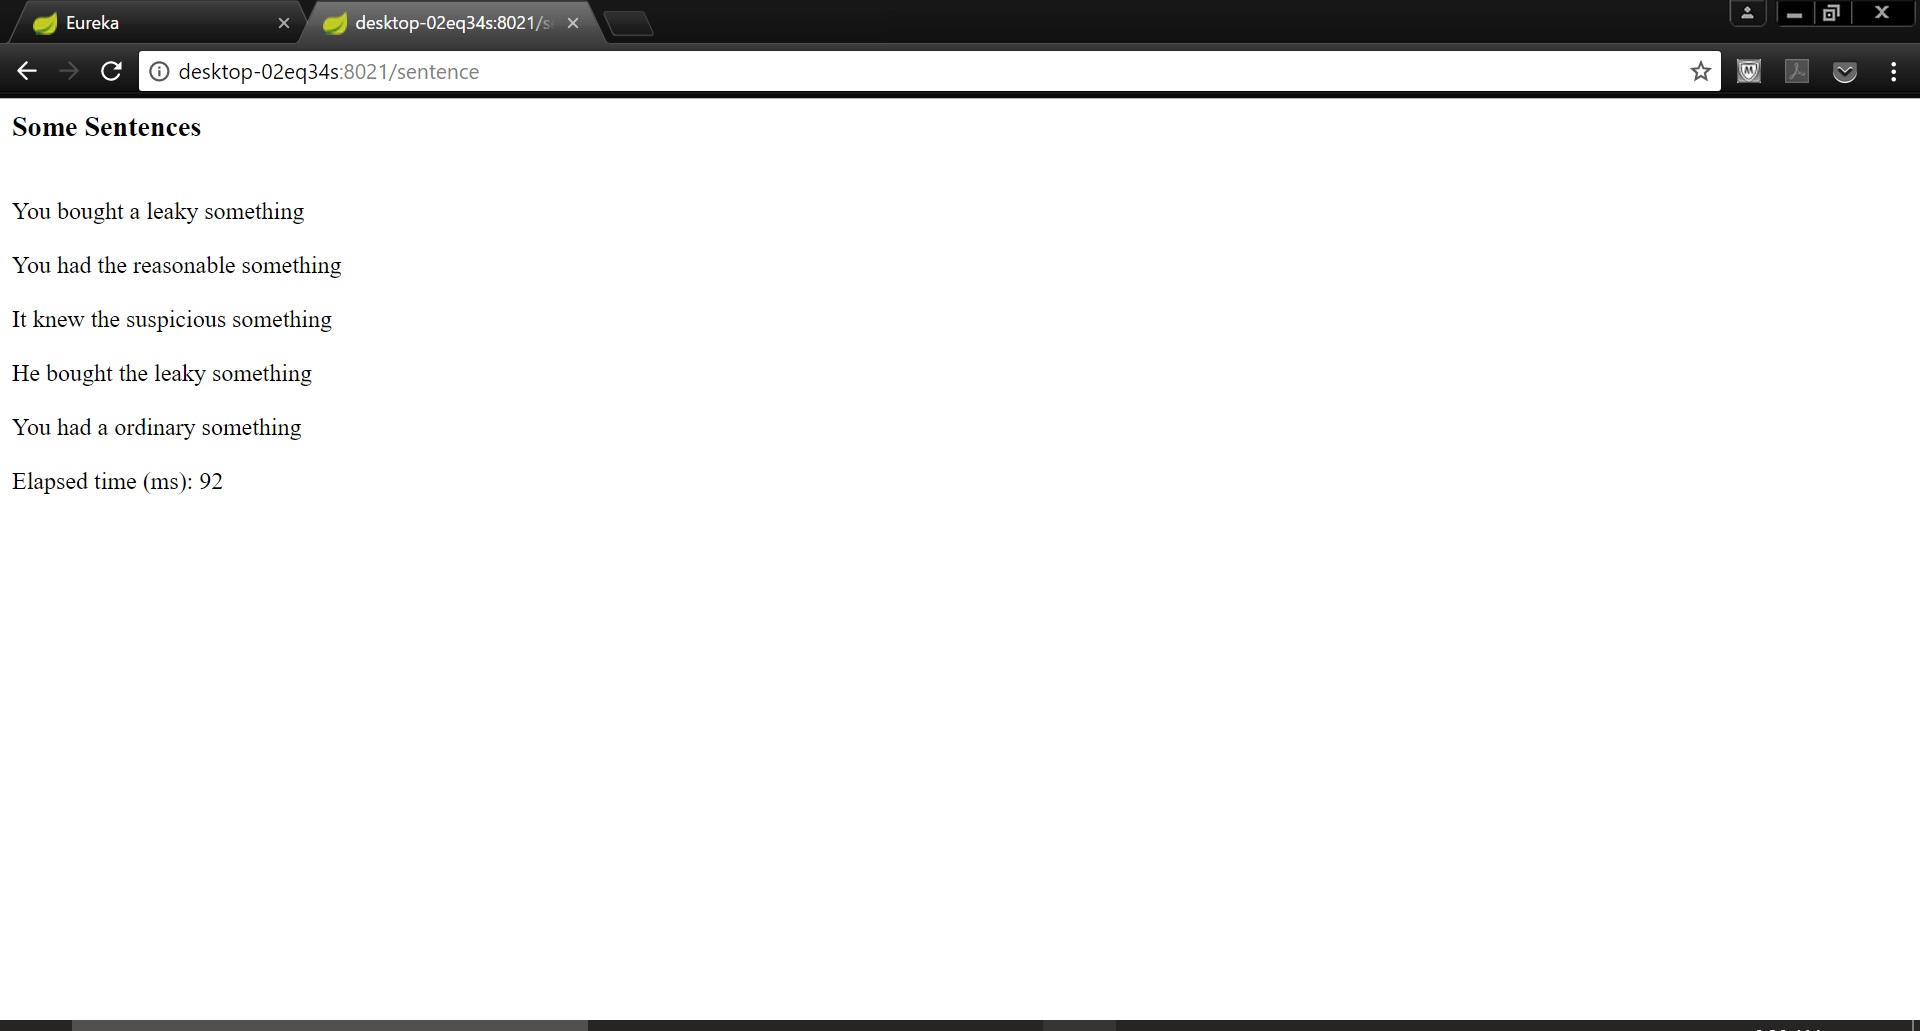 Eureka
desktop-02eq34s:8021/s
desktop-02eq34s:8021/sentence
Some Sentences
You bought a leaky something
You had the reasonable something
It knew the suspicious something
He bought the leaky something
You had a ordinary something
Elapsed time (ms): 92